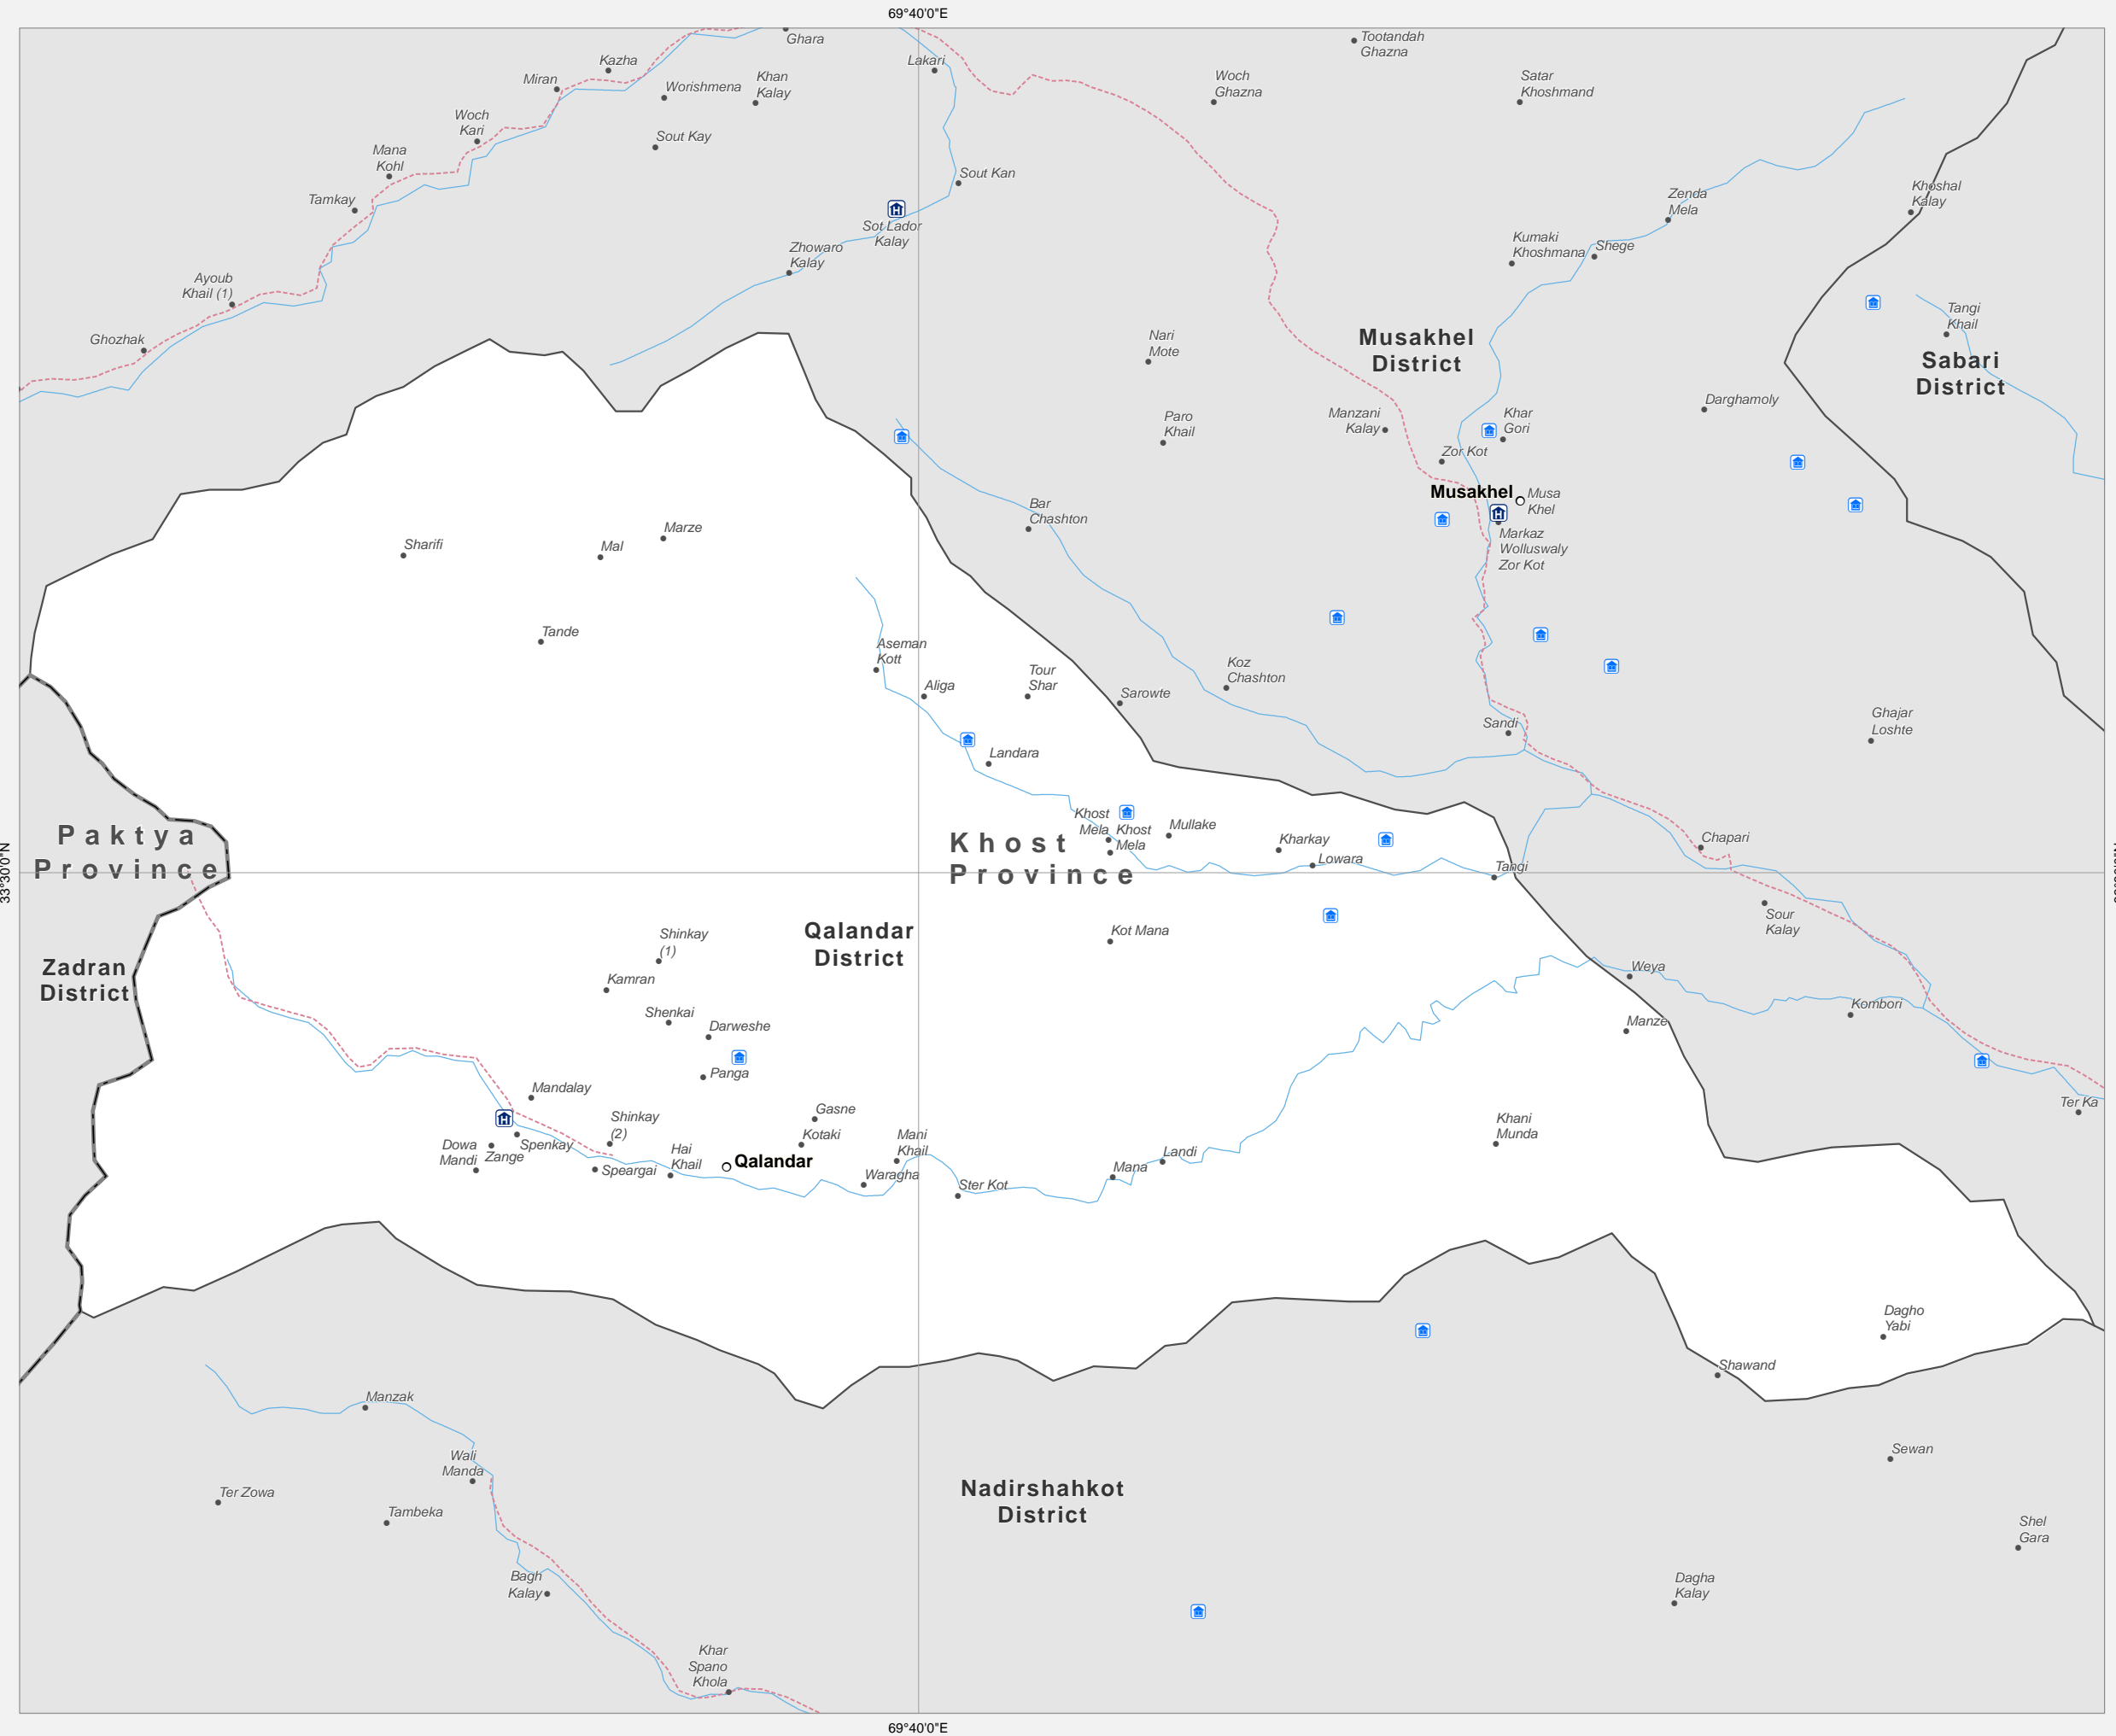 69°40'0"E
Ghara
Tootandah
Ghazna
Kazha
Lakari
Miran
Worishmena
Khan
Kalay
Woch
Ghazna
Satar
Khoshmand
Woch
Kari
Sout Kay
Mana
Kohl
Sout Kan
Tamkay
Khoshal
Kalay
Zenda
Mela
Sot Lador
Kalay
Zhowaro
Kalay
Kumaki
Khoshmana
Shege
Ayoub
Khail (1)
Tangi
Khail
Ghozhak
Nari
Mote
Musakhel
District
Sabari
District
Darghamoly
Paro
Khail
Manzani
Kalay
Khar
Gori
Zor Kot
Musakhel
Musa
Khel
Bar
Chashton
Markaz
Wolluswaly
Zor Kot
Sharifi
Mal
Marze
Tande
Aseman
Kott
Aliga
Tour
Shar
Sarowte
Koz
Chashton
Sandi
Ghajar
Loshte
Landara
Khost
Mela
Khost
Mela
Mullake
Kharkay
Lowara
Chapari
Paktya
Province
Khost
Province
Tangi
33°30'0"N
Sour
Kalay
Qalandar
District
Kot Mana
Shinkay
(1)
Kamran
Weya
Zadran
District
Shenkai
Darweshe
Manze
Kombori
Panga
Mandalay
Ter Ka
Shinkay
(2)
Gasne
Kotaki
Khani
Munda
Dowa
Mandi
Zange
Spenkay
Speargai
Hai
Khail
Qalandar
Mani
Khail
Waragha
Ster Kot
Mana
Landi
Dagho
Yabi
Shawand
Manzak
Wali
Manda
Sewan
Ter Zowa
Tambeka
Nadirshahkot
District
Shel
Gara
Bagh
Kalay
Dagha
Kalay
Khar
Spano
Khola
69°40'0"E